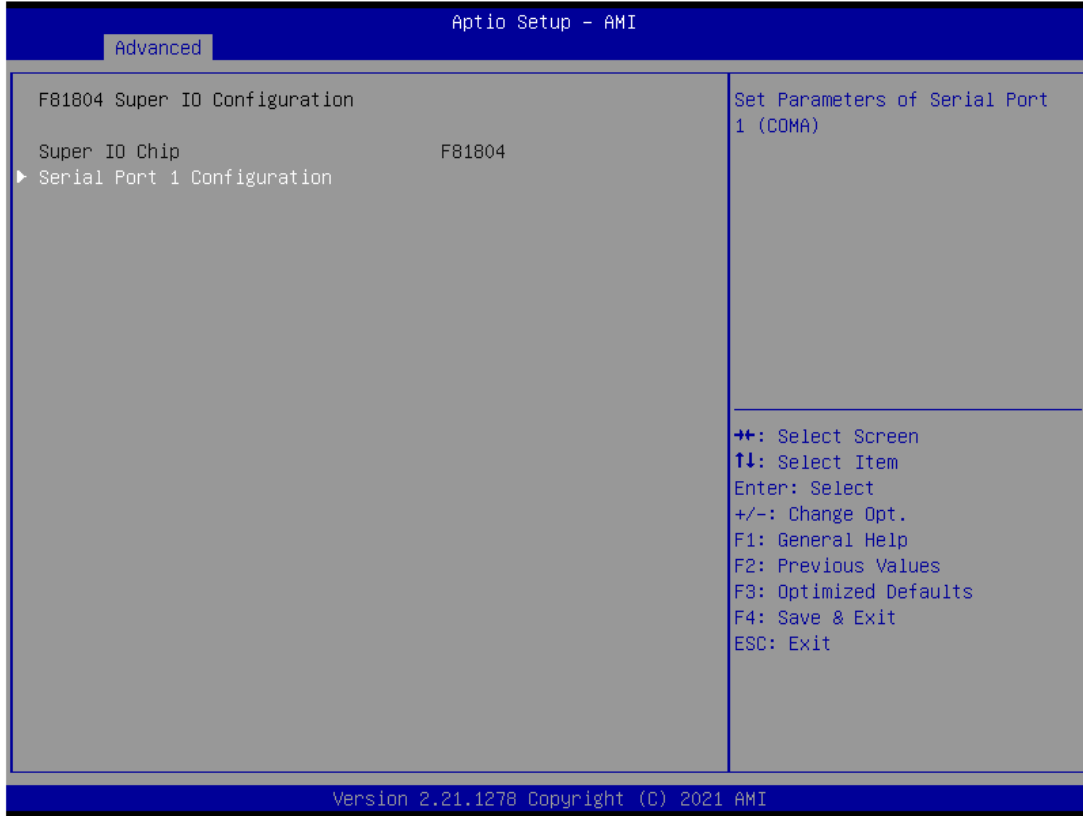 Aptio Setup – AMI
Advanced
F81804 Super IO Configuration
Super IO Chip F81804
▶ Serial Port 1 Configuration
Set Parameters of Serial Port
1 (COMA)
→←: Select Screen
↑↓: Select Item
Enter: Select
+/-: Change Opt.
F1: General Help
F2: Previous Values
F3: Optimized Defaults
F4: Save & Exit
ESC: Exit
Version 2.21.1278 Copyright (C) 2021 AMI